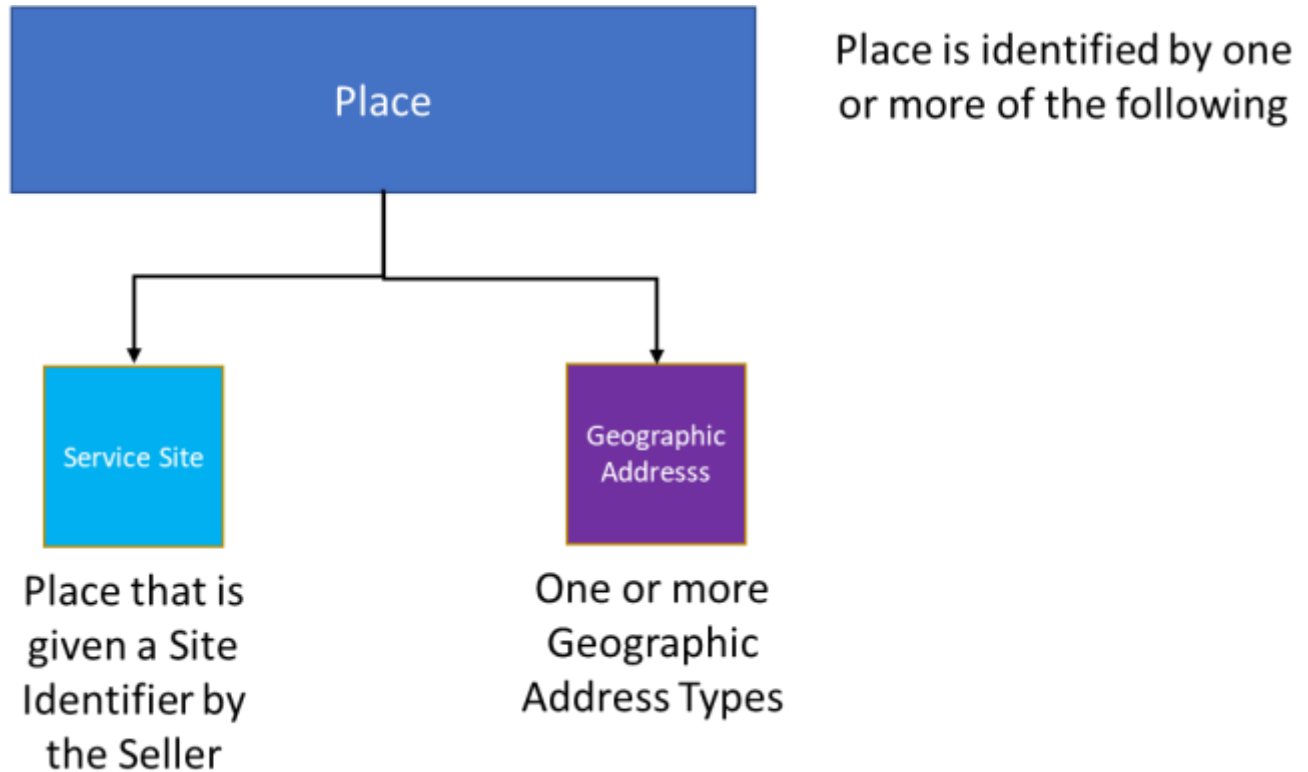 Place
Place is identified by one
or more of the following
Service Site
Geographic
Addresss
Place that is
given a Site
Identifier by
the Seller
One or more
Geographic
Address Types